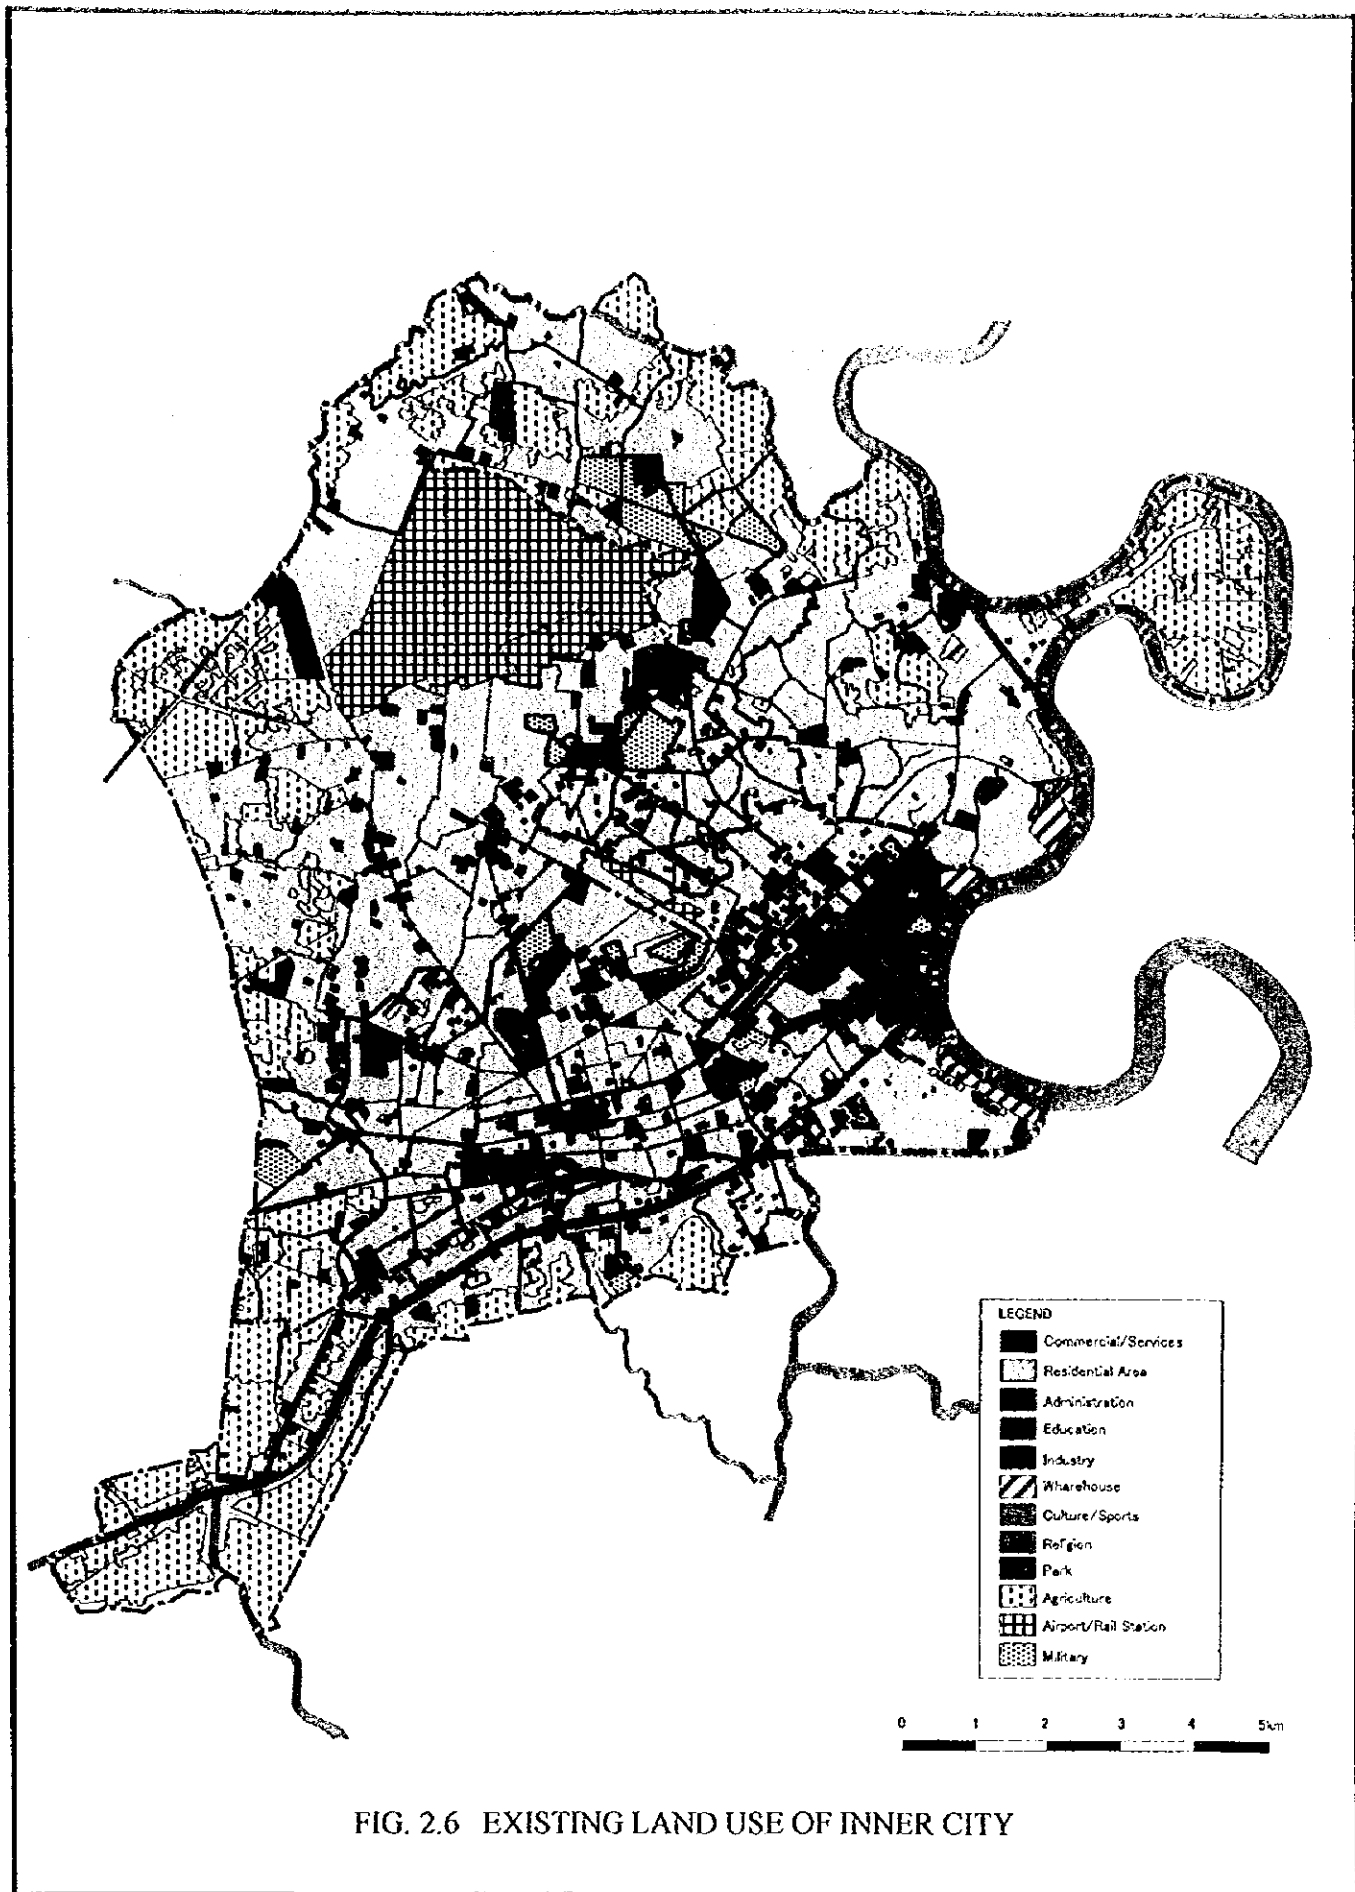 LEGEND
Commercial/Services
Residential Area
Administration
Education
Industry
Wharehouse
Culture/Sports
Religion
Park
Agriculture
Airport/Rail Station
Military
0 1 2 3 4 5km
FIG. 2.6 EXISTING LAND USE OF INNER CITY